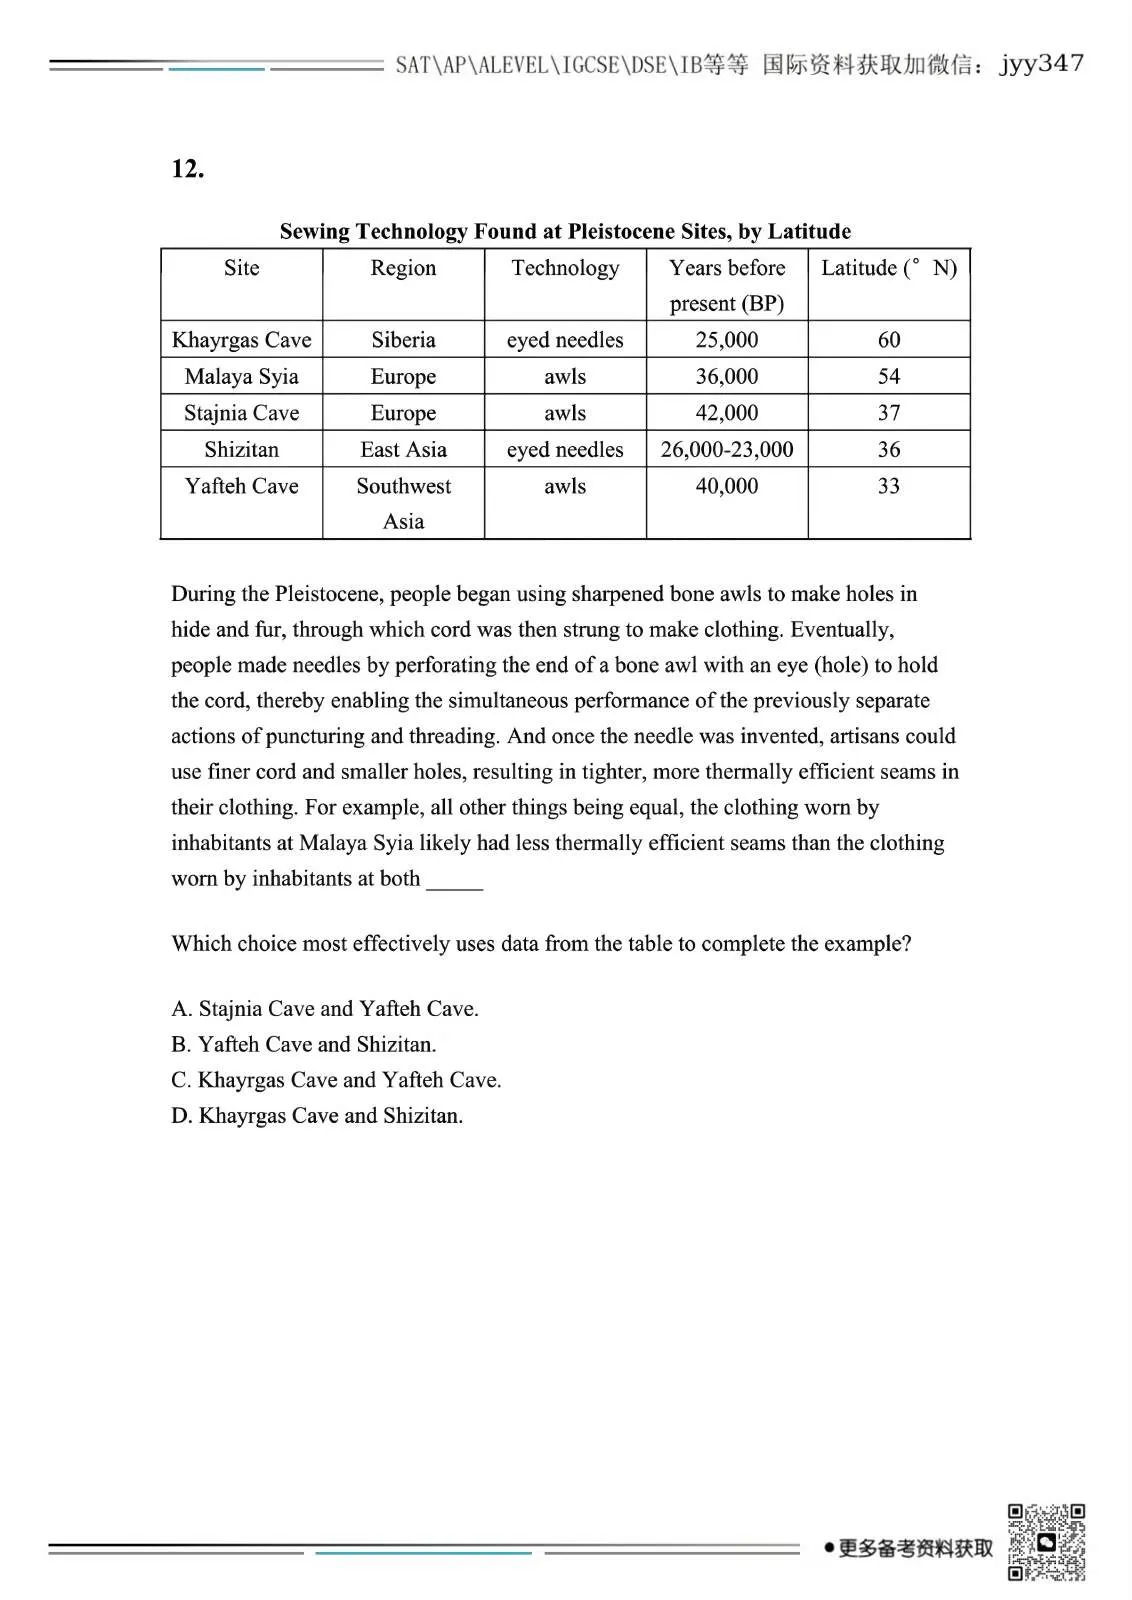 SAT\AP\ALEVEL\IGCSE\DSE\IB等等 国际资料获取加微信: jyy347
12.
Sewing Technology Found at Pleistocene Sites, by Latitude
Site Region Technology Years before present (BP) Latitude (° N)
Khayrgas Cave Siberia eyed needles 25,000 60
Malaya Syia Europe awls 36,000 54
Stajnia Cave Europe awls 42,000 37
Shizitan East Asia eyed needles 26,000-23,000 36
Yafteh Cave Southwest Asia awls 40,000 33
During the Pleistocene, people began using sharpened bone awls to make holes in
hide and fur, through which cord was then strung to make clothing. Eventually,
people made needles by perforating the end of a bone awl with an eye (hole) to hold
the cord, thereby enabling the simultaneous performance of the previously separate
actions of puncturing and threading. And once the needle was invented, artisans could
use finer cord and smaller holes, resulting in tighter, more thermally efficient seams in
their clothing. For example, all other things being equal, the clothing worn by
inhabitants at Malaya Syia likely had less thermally efficient seams than the clothing
worn by inhabitants at both _____
Which choice most effectively uses data from the table to complete the example?
A. Stajnia Cave and Yafteh Cave.
B. Yafteh Cave and Shizitan.
C. Khayrgas Cave and Yafteh Cave.
D. Khayrgas Cave and Shizitan.
●更多备考资料获取